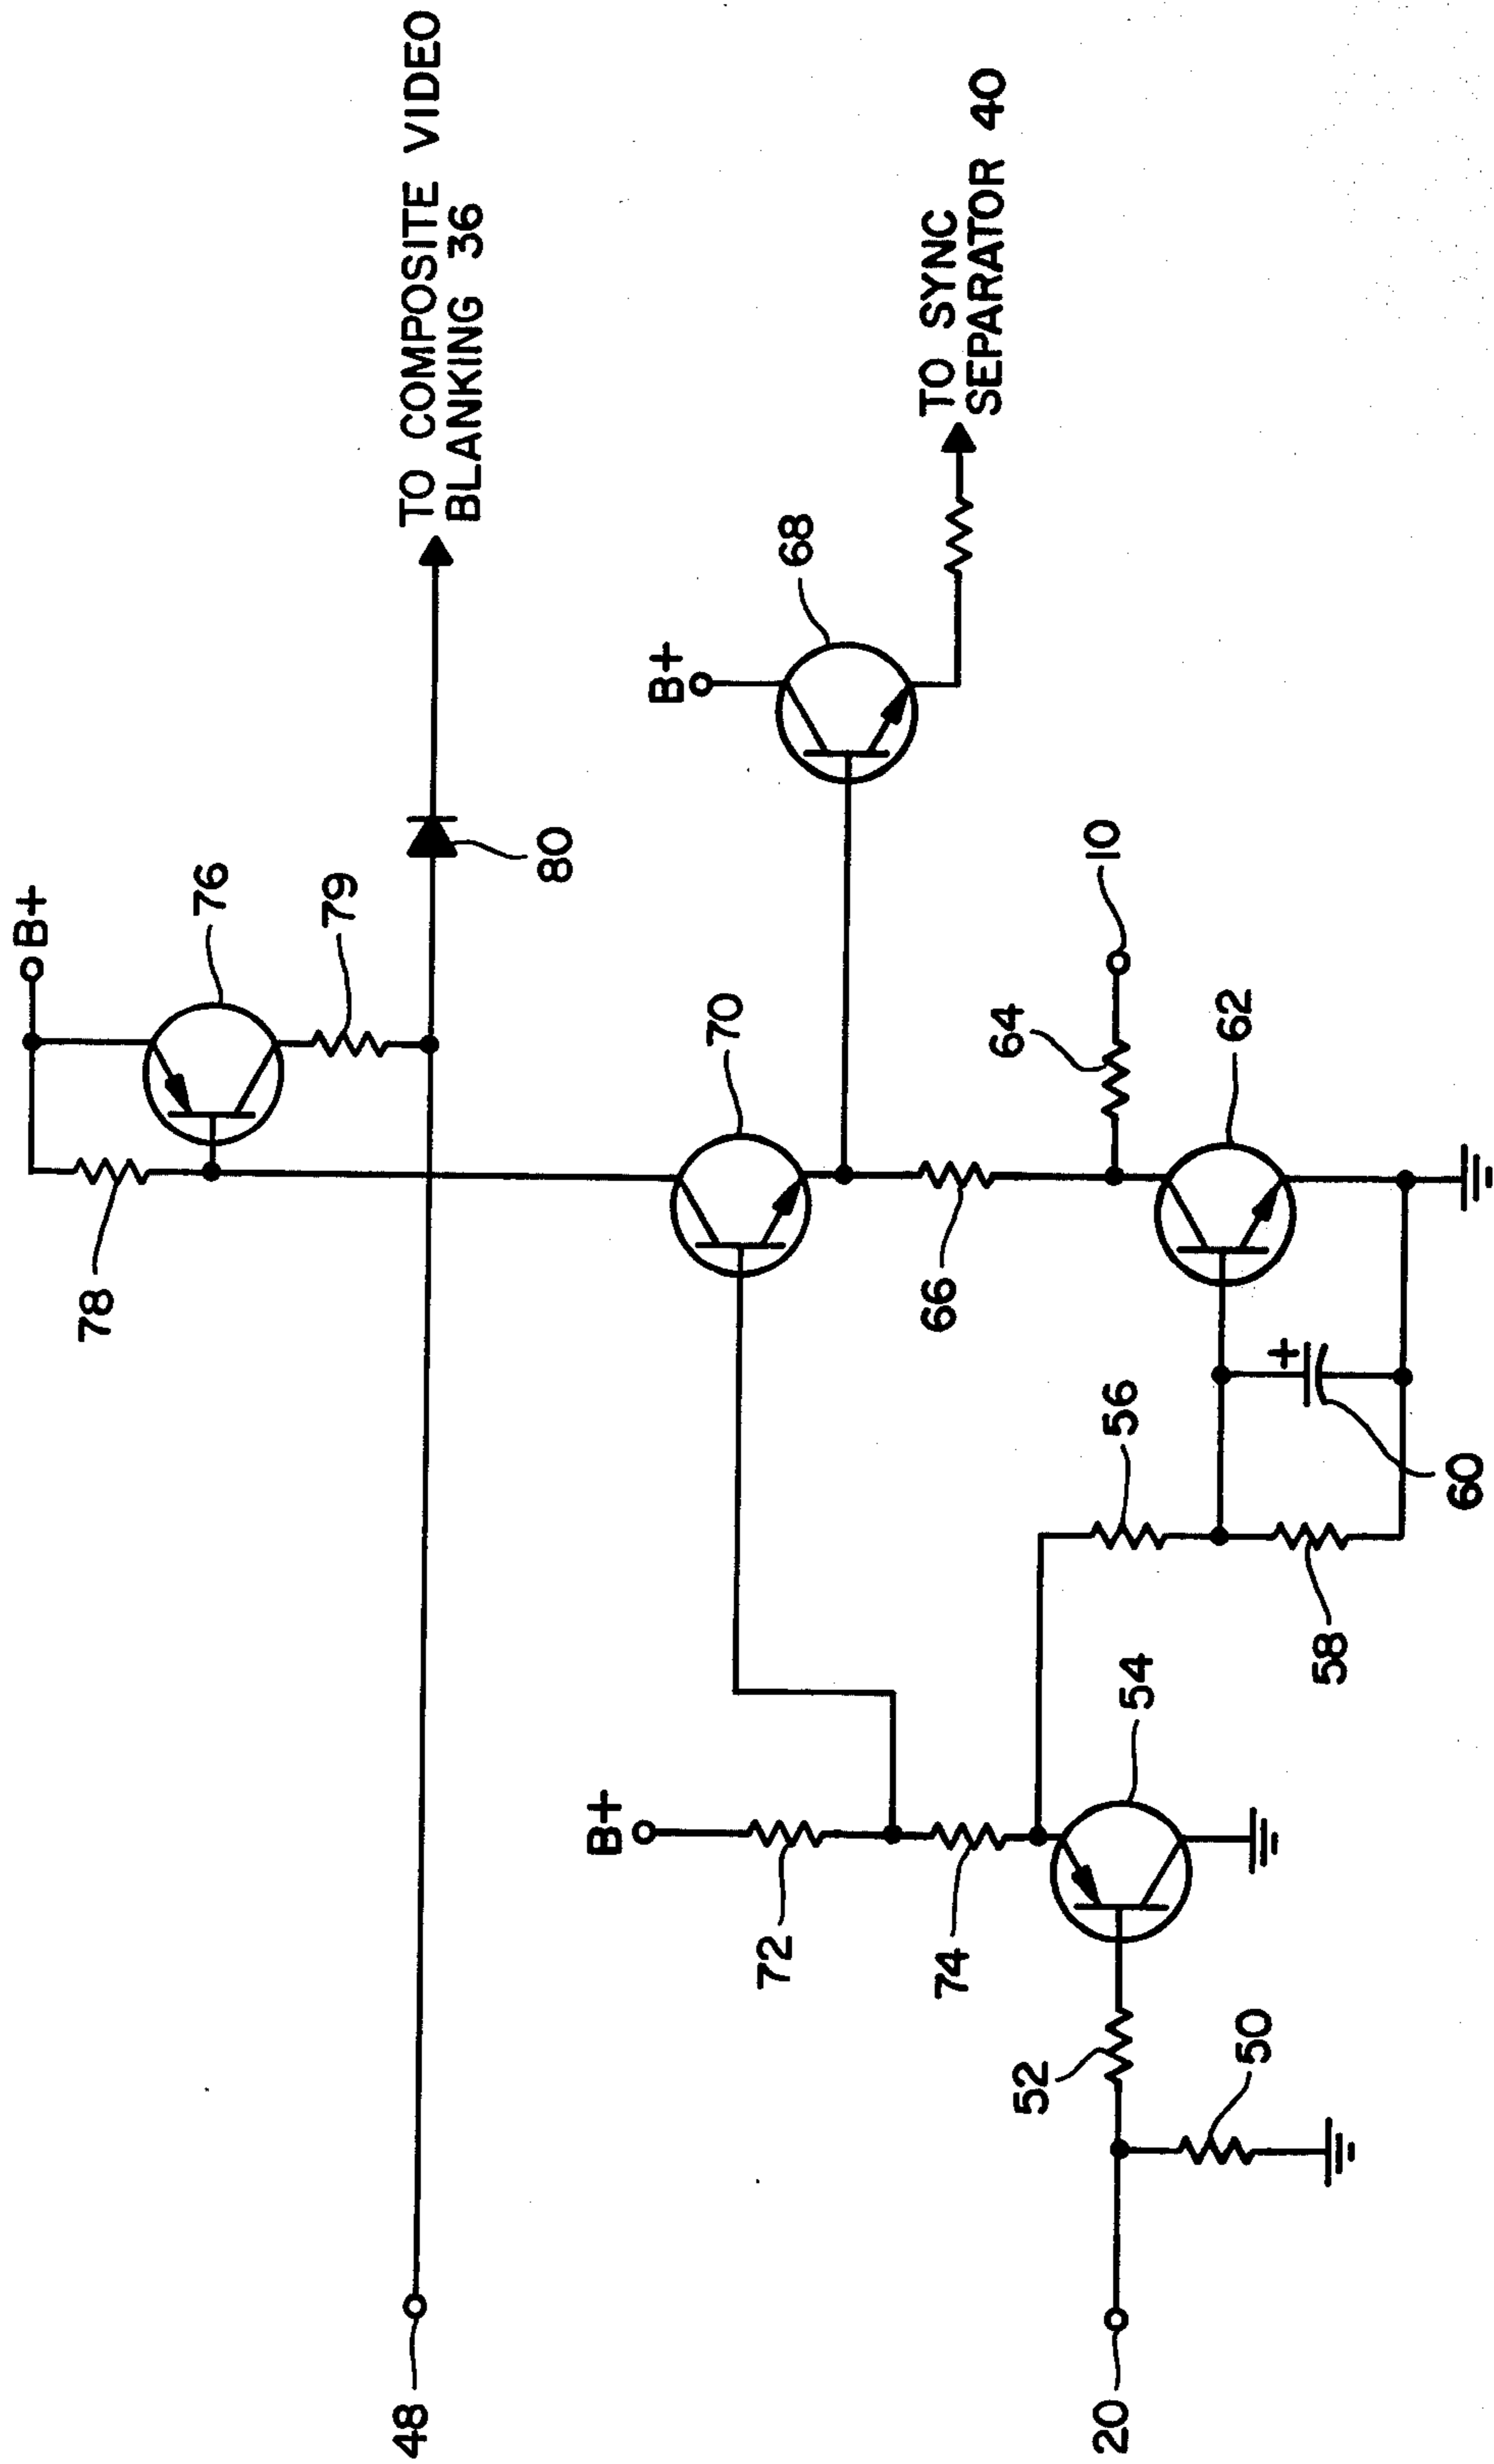 B+
76
78
79
TO COMPOSITE VIDEO
BLANKING 36
48
80
B+
68
70
TO SYNC
SEPARATOR 40
B+
72
74
66
64
10
56
62
54
52
50
58
60
20